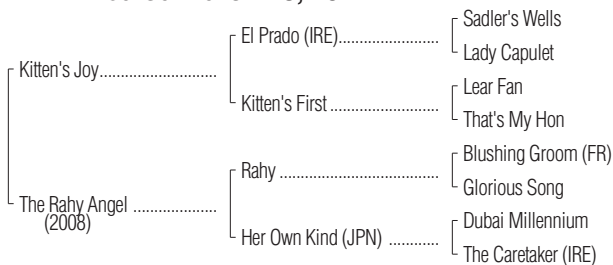 Sadler's Wells
El Prado (IRE)..........................
Lady Capulet
Kitten's Joy..............................
Lear Fan
Kitten's First ...........................
That's My Hon
Blushing Groom (FR)
Rahy ........................................
Glorious Song
The Rahy Angel .....................
(2008)
Dubai Millennium
Her Own Kind (JPN) .............
The Caretaker (IRE)